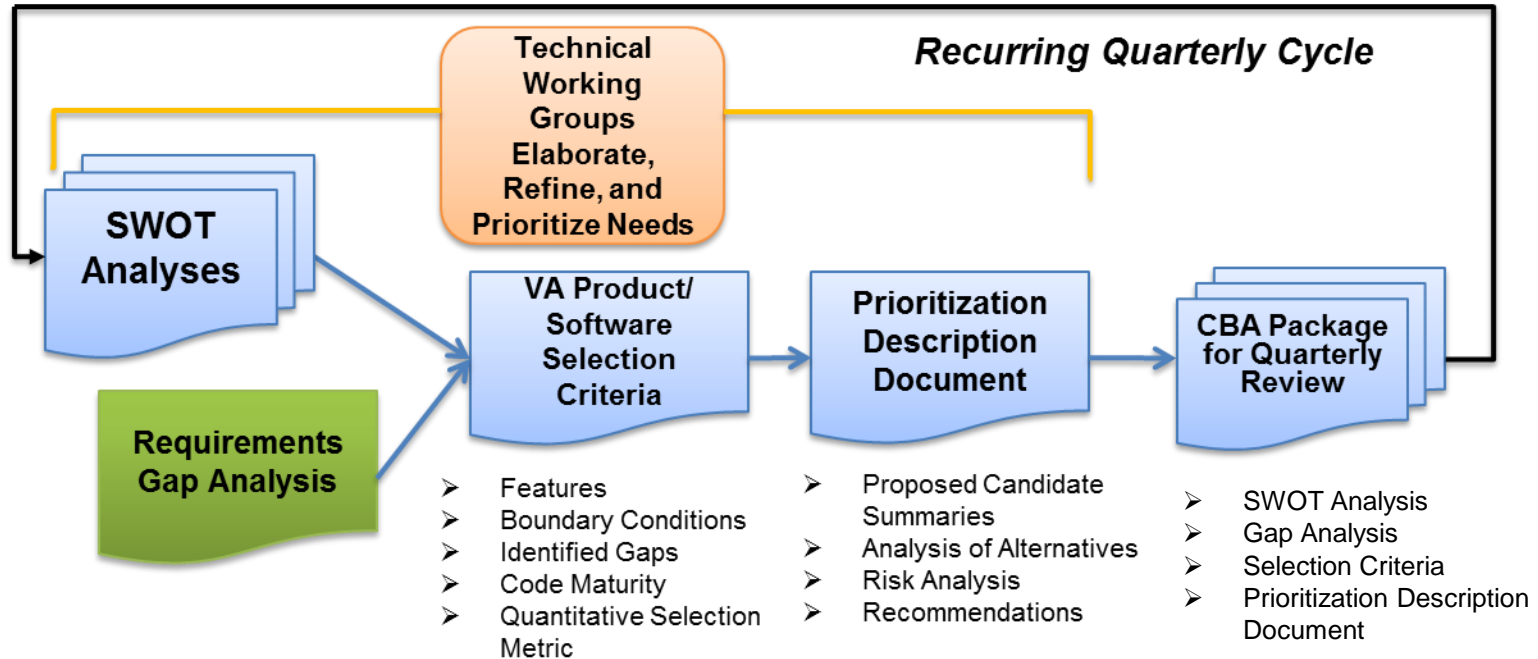 Technical
Working
Groups
Elaborate,
Refine, and
Prioritize Needs
Recurring Quarterly Cycle
SWOT
Analyses
Requirements
Gap Analysis
VA Product/
Software
Selection
Criteria
➢ Features
➢ Boundary Conditions
➢ Identified Gaps
➢ Code Maturity
➢ Quantitative Selection
Metric
Prioritization
Description
Document
➢ Proposed Candidate
Summaries
➢ Analysis of Alternatives
➢ Risk Analysis
➢ Recommendations
CBA Package
for Quarterly
Review
➢ SWOT Analysis
➢ Gap Analysis
➢ Selection Criteria
➢ Prioritization Description
Document